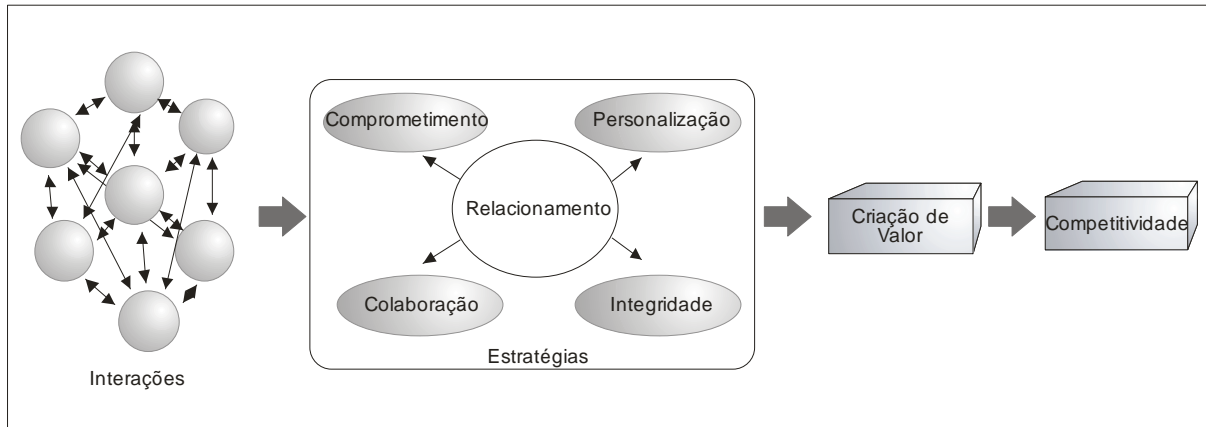 Interações
Comprometimento
Personalização
Relacionamento
Colaboração
Integridade
Estratégias
Criação de
Valor
Competitividade